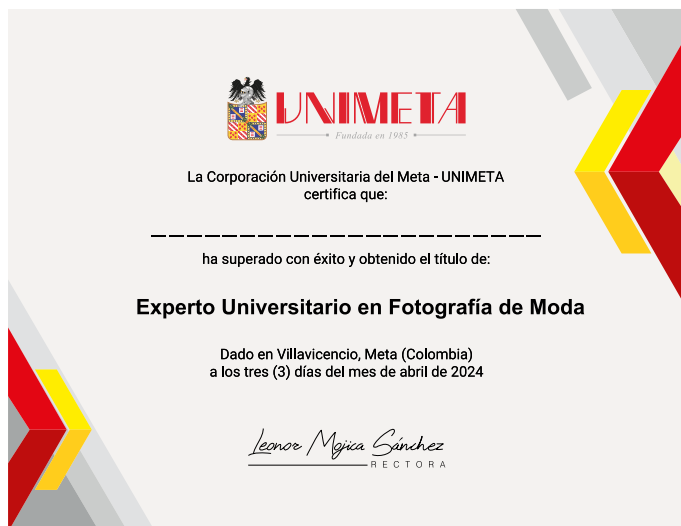 UNIMETA
Fundada en 1985
La Corporación Universitaria del Meta - UNIMETA
certifica que:
ha superado con éxito y obtenido el título de:
Experto Universitario en Fotografía de Moda
Dado en Villavicencio, Meta (Colombia)
a los tres (3) días del mes de abril de 2024
Leonor Mojica Sánchez
RECTORA